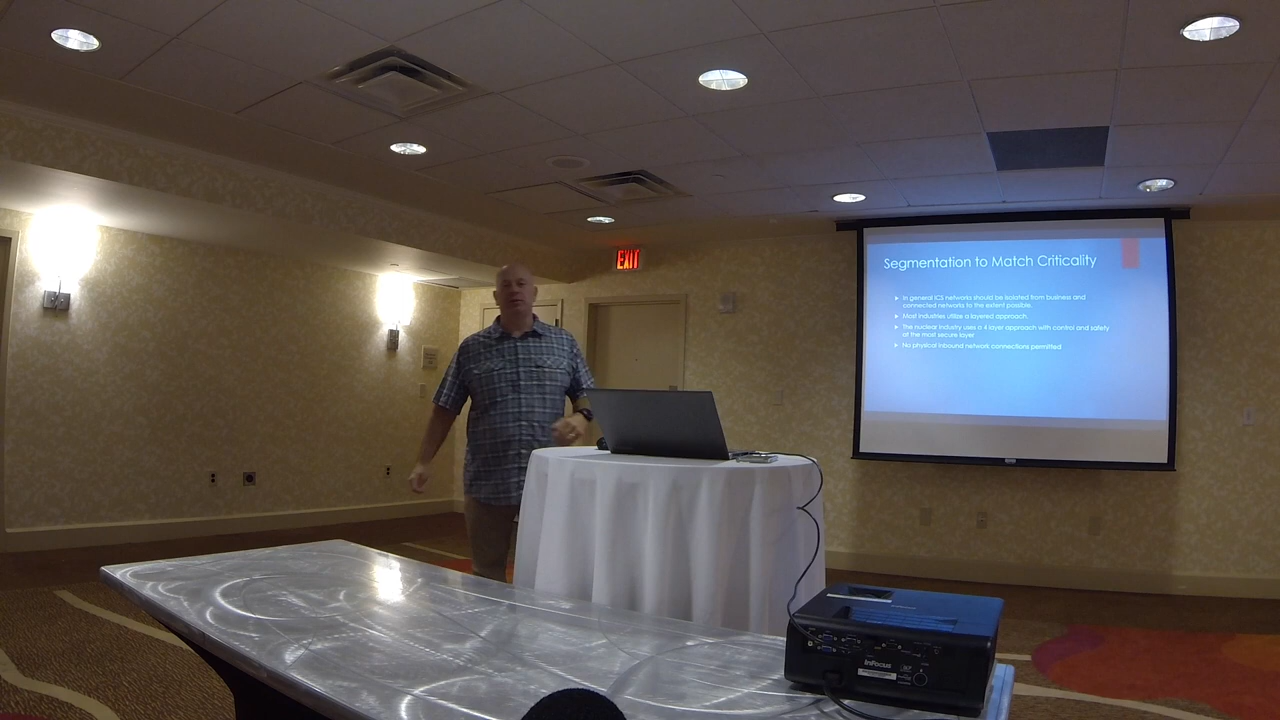 EXIT
Segmentation to Match Criticality
In general ICS networks should be isolated from business and
connected networks to the extent possible.
Most industries utilize a layered approach.
The nuclear industry uses a 4 layer approach with control and safety
at the most secure layer
No physical inbound network connections permitted
InFocus